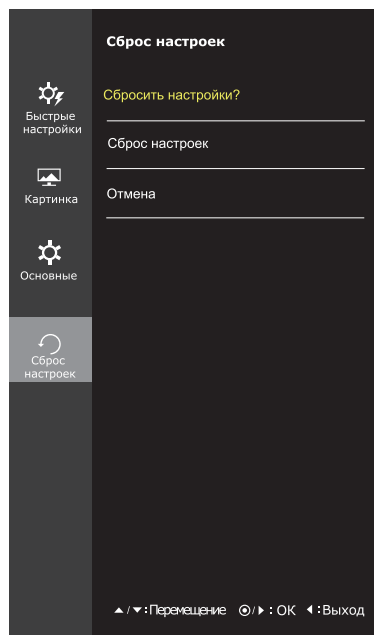 Сброс настроек
Быстрые
настройки
Картинка
Основные
Сброс
настроек
Сбросить настройки?
Сброс настроек
Отмена
▲/▼:Перемещение ◉/▶:OK ◀:Выход